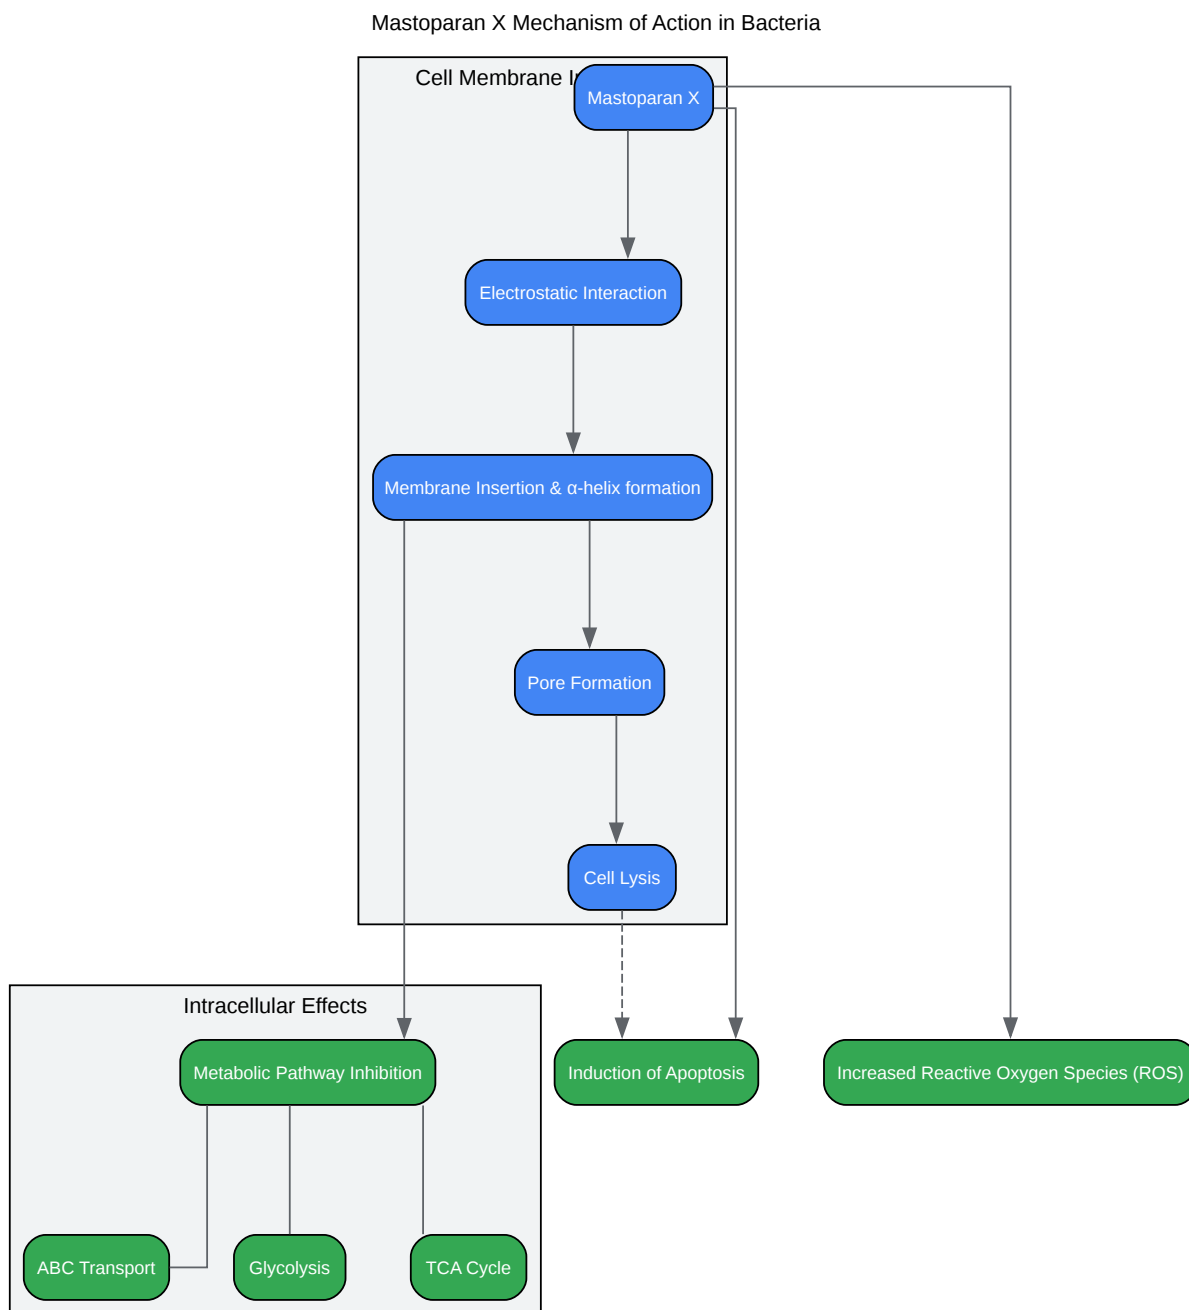 Mastoparan X Mechanism of Action in Bacteria
Cell Membrane
Mastoparan X
Electrostatic Interaction
Membrane Insertion & α-helix formation
Pore Formation
Cell Lysis
Intracellular Effects
Metabolic Pathway Inhibition
Induction of Apoptosis
Increased Reactive Oxygen Species (ROS)
ABC Transport
Glycolysis
TCA Cycle